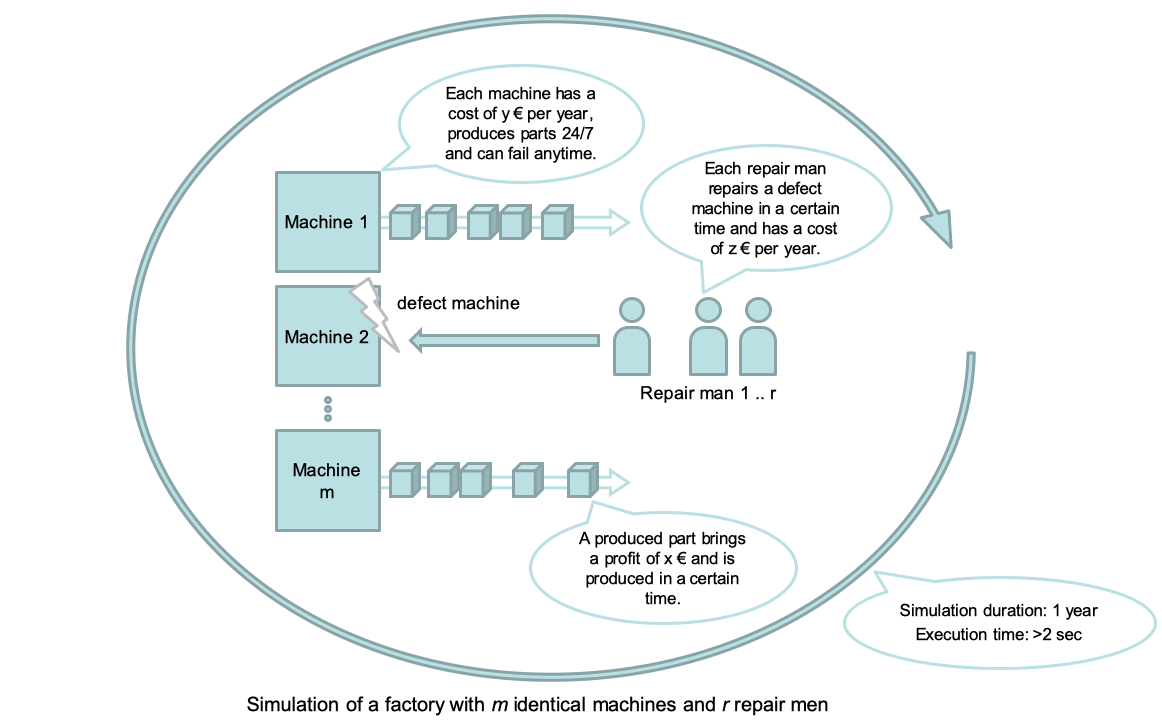 Each machine has a
cost of y € per year,
produces parts 24/7
and can fail anytime.
Each repair man
repairs a defect
machine in a certain
time and has a cost
of z € per year.
Machine 1
defect machine
Machine 2
Repair man 1 .. r
Machine
m
A produced part brings
a profit of x € and is
produced in a certain
time.
Simulation duration: 1 year
Execution time: >2 sec
Simulation of a factory with m identical machines and r repair men